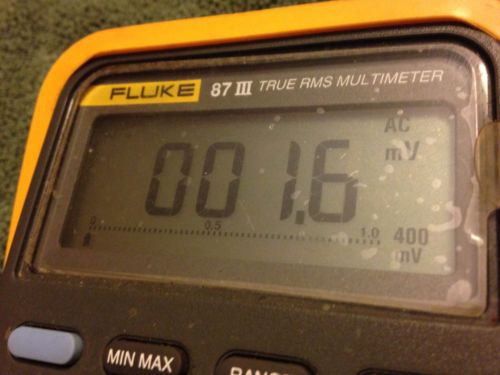 FLUKE 87 III TRUE RMS MULTIMETER
AC
001.6 mV
0 0.5 1.0 400
mV
MIN MAX